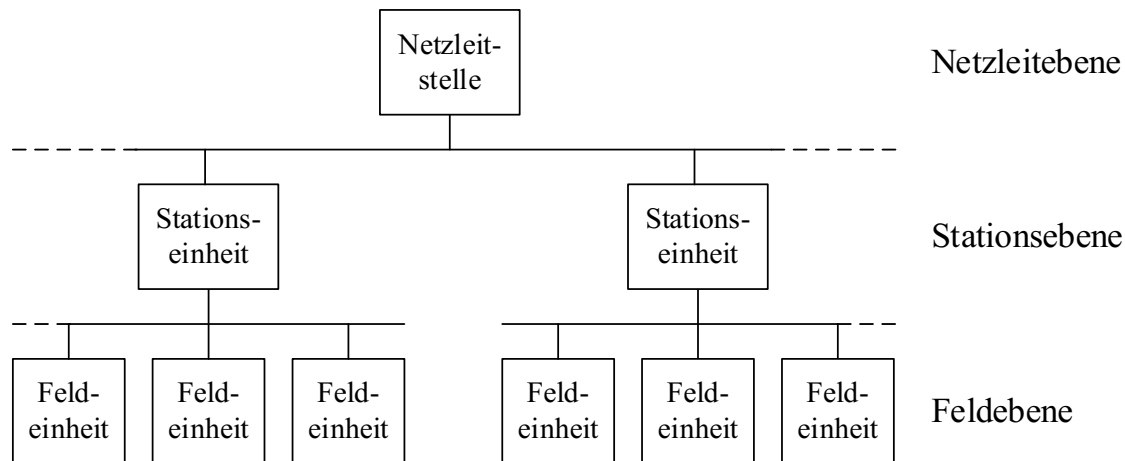 Netzleit-
stelle
Netzleitebene
Stations-
einheit
Stations-
einheit
Stationsebene
Feld-
einheit
Feld-
einheit
Feld-
einheit
Feld-
einheit
Feld-
einheit
Feld-
einheit
Feldebene